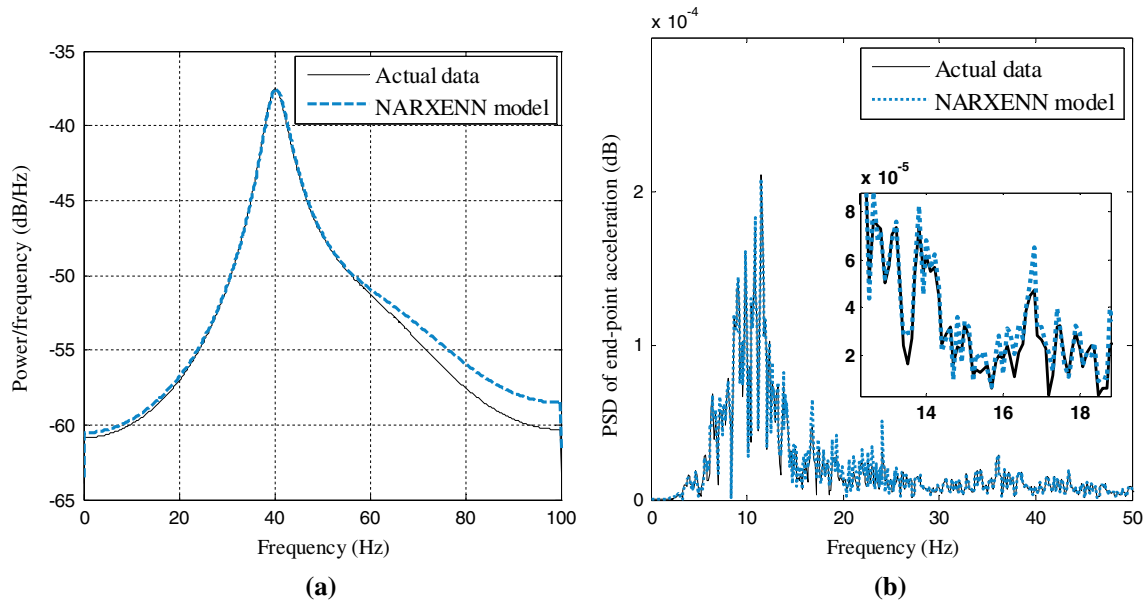 -35
-40
-45
-50
-55
-60
-65
0
20
40
60
80
100
Power/frequency (dB/Hz)
Frequency (Hz)
Actual data
NARXENN model
(a)
x 10⁻⁴
2
1
0
0
10
20
30
40
50
PSD of end-point acceleration (dB)
Frequency (Hz)
Actual data
NARXENN model
x 10⁻⁵
8
6
4
2
14
16
18
(b)